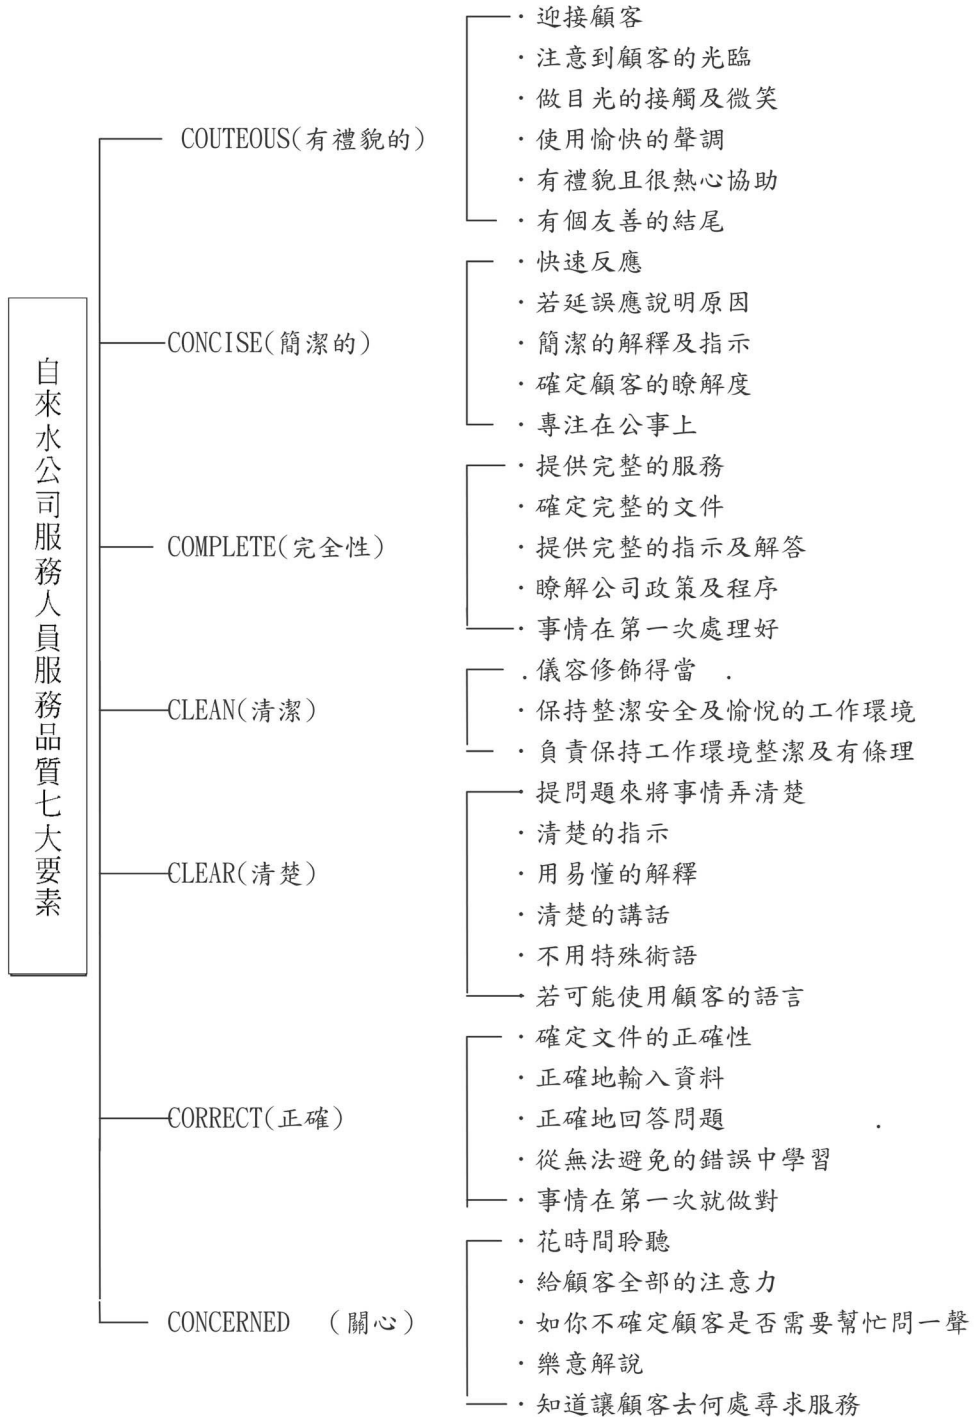 自來水公司服務人員服務品質七大要素
COUTEOUS(有禮貌的)
·迎接顧客
·注意到顧客的光臨
·做目光的接觸及微笑
·使用愉快的聲調
·有禮貌且很熱心協助
·有個友善的結尾
CONCISE(簡潔的)
·快速反應
·若延誤應說明原因
·簡潔的解釋及指示
·確定顧客的瞭解度
·專注在公事上
COMPLETE(完全性)
·提供完整的服務
·確定完整的文件
·提供完整的指示及解答
·瞭解公司政策及程序
·事情在第一次處理好
CLEAN(清潔)
.儀容修飾得當 .
·保持整潔安全及愉悅的工作環境
·負責保持工作環境整潔及有條理
CLEAR(清楚)
·提問題來將事情弄清楚
·清楚的指示
·用易懂的解釋
·清楚的講話
·不用特殊術語
·若可能使用顧客的語言
CORRECT(正確)
·確定文件的正確性
·正確地輸入資料
·正確地回答問題 .
·從無法避免的錯誤中學習
·事情在第一次就做對
CONCERNED (關心)
·花時間聆聽
·給顧客全部的注意力
·如你不確定顧客是否需要幫忙問一聲
·樂意解說
·知道讓顧客去何處尋求服務